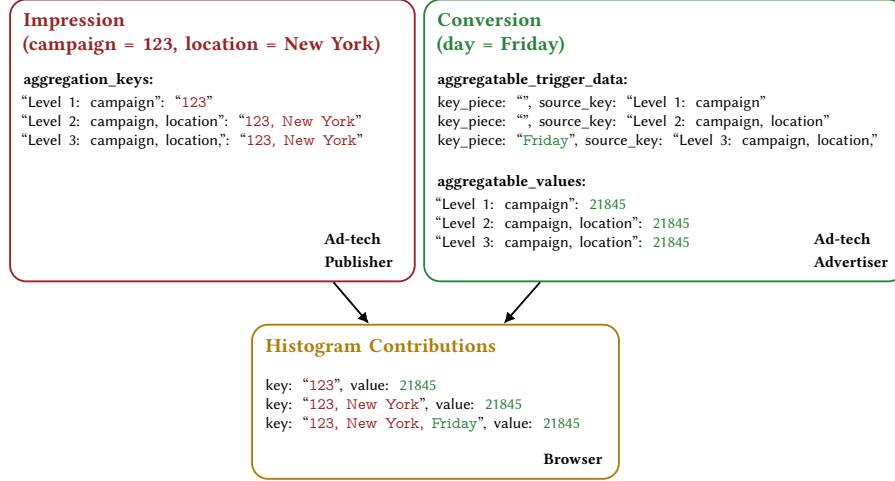 Impression
(campaign = 123, location = New York)
aggregation_keys:
“Level 1: campaign”: “123”
“Level 2: campaign, location”: “123, New York”
“Level 3: campaign, location,”: “123, New York”
Ad-tech
Publisher
Conversion
(day = Friday)
aggregatable_trigger_data:
key_piece: “”, source_key: “Level 1: campaign”
key_piece: “”, source_key: “Level 2: campaign, location”
key_piece: “Friday”, source_key: “Level 3: campaign, location,”
aggregatable_values:
“Level 1: campaign”: 21845
“Level 2: campaign, location”: 21845
“Level 3: campaign, location”: 21845
Ad-tech
Advertiser
Histogram Contributions
key: “123”, value: 21845
key: “123, New York”, value: 21845
key: “123, New York, Friday”, value: 21845
Browser